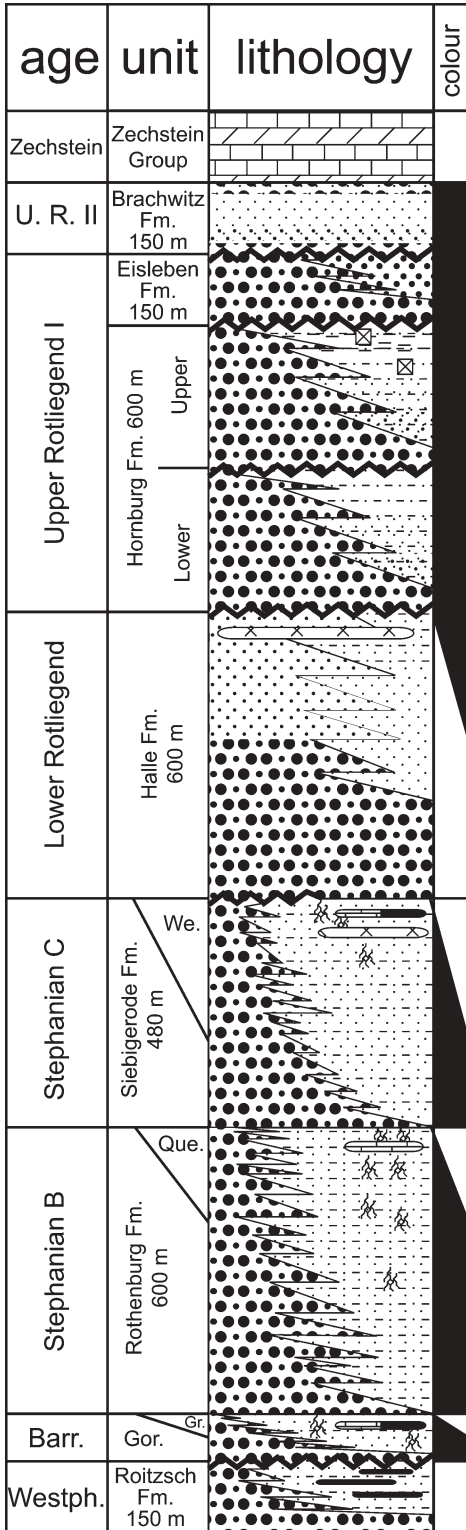 age unit lithology colour
Zechstein
Zechstein
Group
U. R. II
Brachwitz
Fm.
150 m
Upper Rotliegend I
Eisleben
Fm.
150 m
Hornburg Fm. 600 m
Upper
Lower
Lower Rotliegend
Halle Fm.
600 m
Stephanian C
Siebigerode Fm.
480 m
We.
Stephanian B
Rothenburg Fm.
600 m
Que.
Barr.
Gor.
Gr.
Westph.
Roitzsch
Fm.
150 m